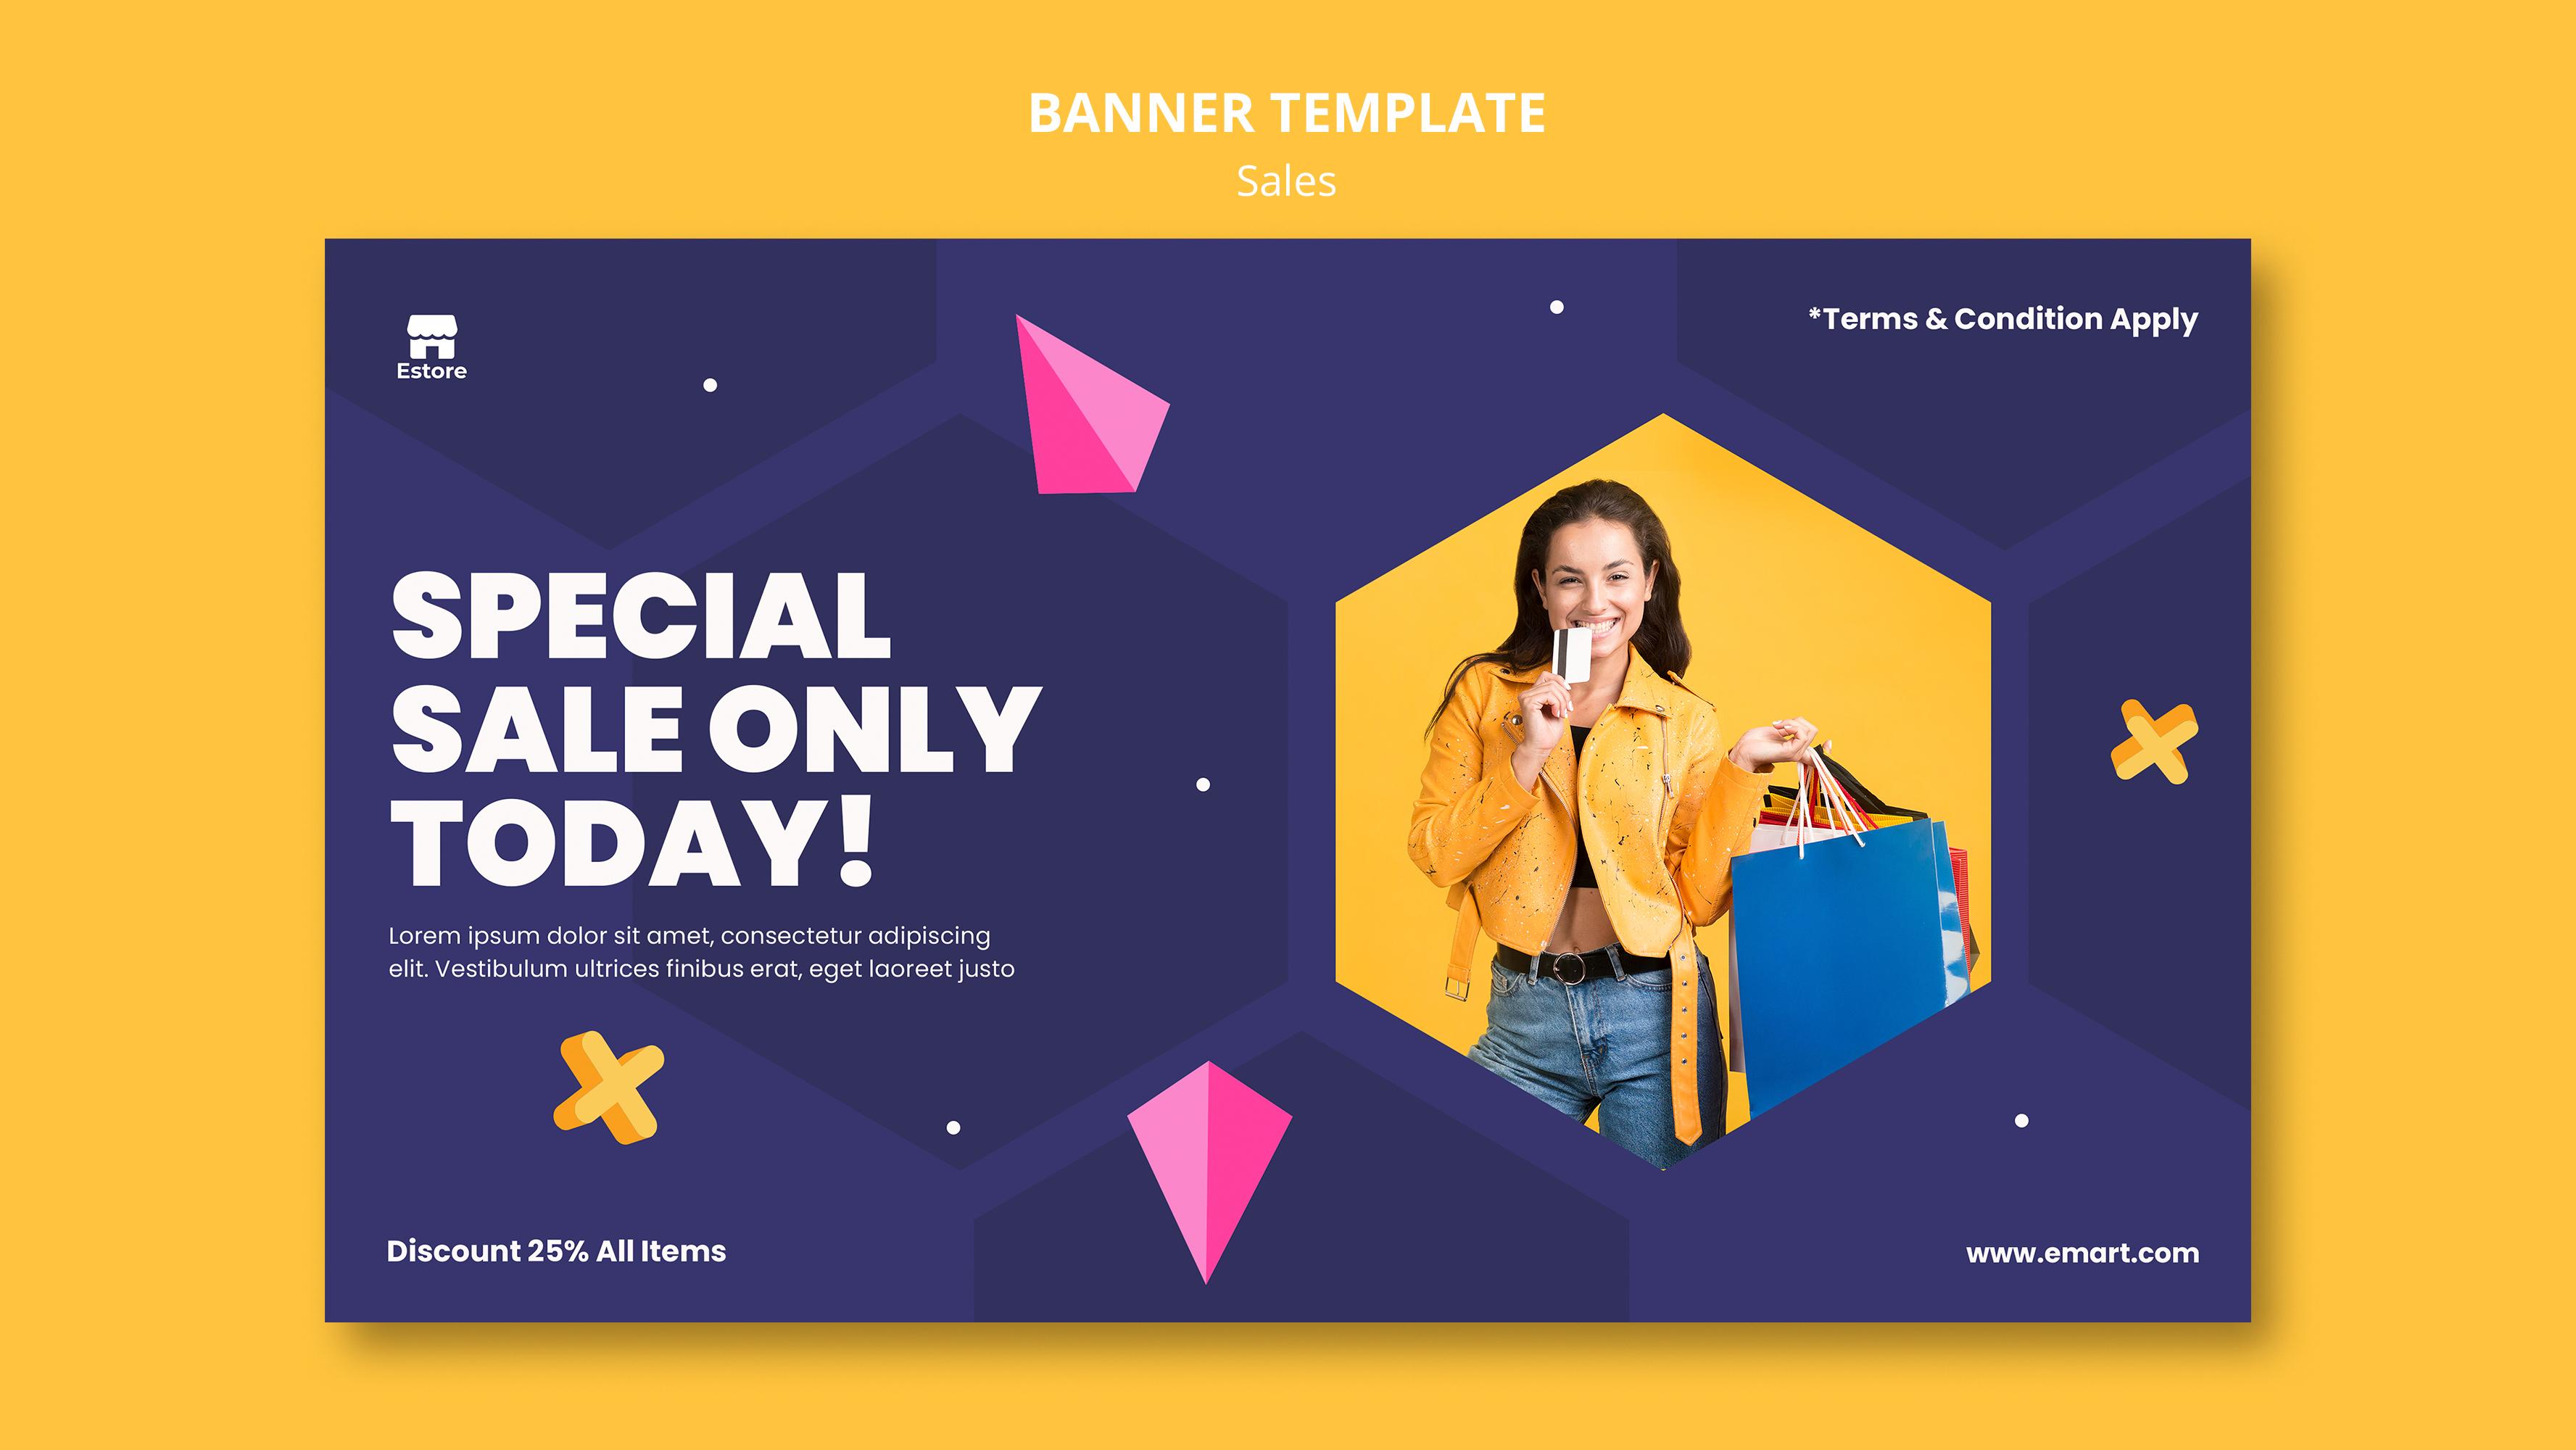 BANNER TEMPLATE
Sales
Estore
*Terms & Condition Apply
SPECIAL
SALE ONLY
TODAY!
Lorem ipsum dolor sit amet, consectetur adipiscing
elit. Vestibulum ultrices finibus erat, eget laoreet justo
Discount 25% All Items
www.emart.com